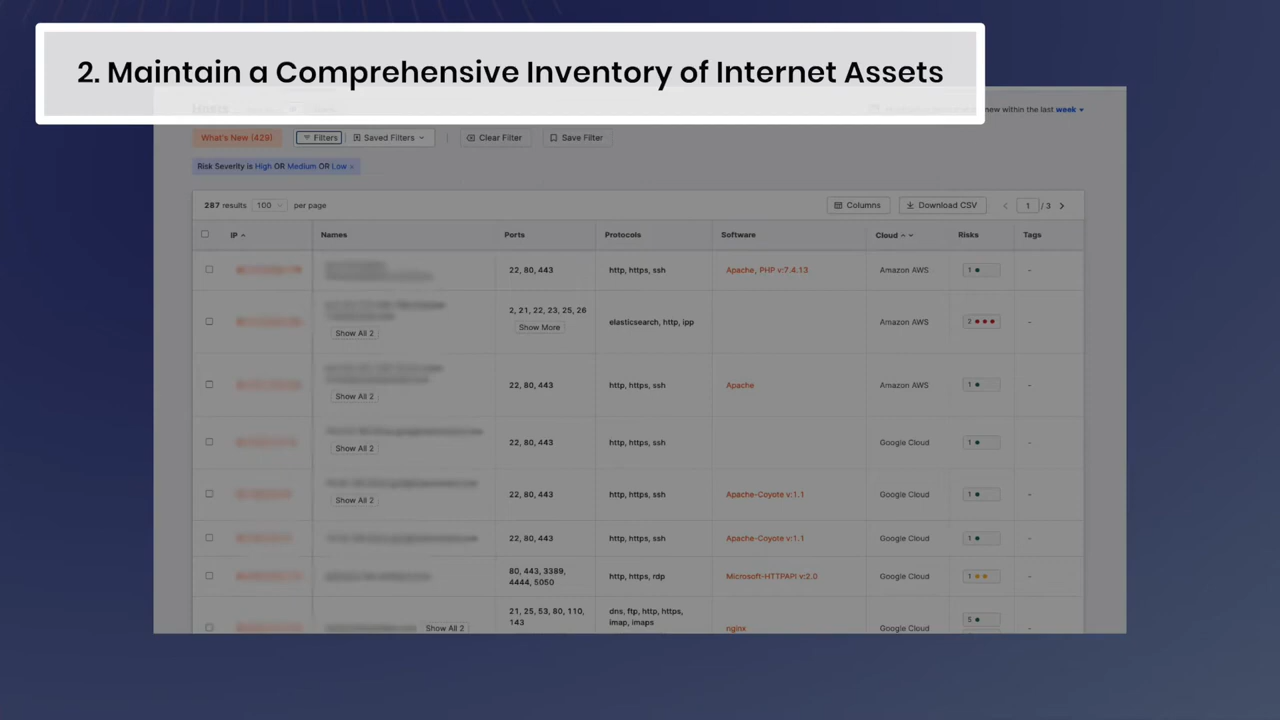 2. Maintain a Comprehensive Inventory of Internet Assets
Hosts
new within the last week
What's New (429) Filters Saved Filters Clear Filter Save Filter
Risk Severity is High OR Medium OR Low ×
287 results 100 per page Columns Download CSV 1 / 3
IP Names Ports Protocols Software Cloud Risks Tags
22, 80, 443 http, https, ssh Apache, PHP v:7.4.13 Amazon AWS 1 -
2, 21, 22, 23, 25, 26
Show All 2 Show More elasticsearch, http, ipp Amazon AWS 2 -
22, 80, 443 http, https, ssh Apache Amazon AWS 1 -
Show All 2
22, 80, 443 http, https, ssh Google Cloud 1 -
Show All 2
22, 80, 443 http, https, ssh Apache-Coyote v:1.1 Google Cloud 1 -
Show All 2
22, 80, 443 http, https, ssh Apache-Coyote v:1.1 Google Cloud 1 -
80, 443, 3389,
4444, 5050 http, https, rdp Microsoft-HTTPAPI v:2.0 Google Cloud 1 -
21, 25, 53, 80, 110, dns, ftp, http, https, 5
143 imap, imaps
Show All 2 nginx Google Cloud -